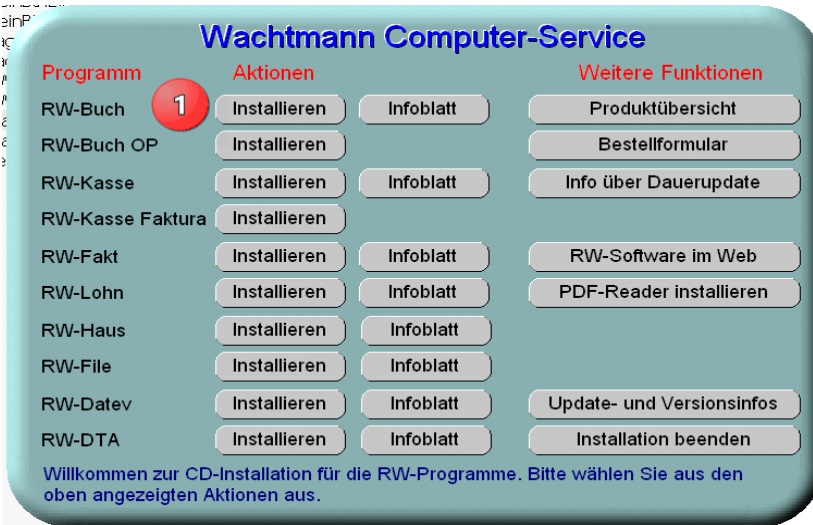 Wachtmann Computer-Service
Programm Aktionen Weitere Funktionen
RW-Buch 1 Installieren Infoblatt Produktübersicht
RW-Buch OP Installieren Bestellformular
RW-Kasse Installieren Infoblatt Info über Dauerupdate
RW-Kasse Faktura Installieren
RW-Fakt Installieren Infoblatt RW-Software im Web
RW-Lohn Installieren Infoblatt PDF-Reader installieren
RW-Haus Installieren Infoblatt
RW-File Installieren Infoblatt
RW-Datev Installieren Infoblatt Update- und Versionsinfos
RW-DTA Installieren Infoblatt Installation beenden
Willkommen zur CD-Installation für die RW-Programme. Bitte wählen Sie aus den
oben angezeigten Aktionen aus.